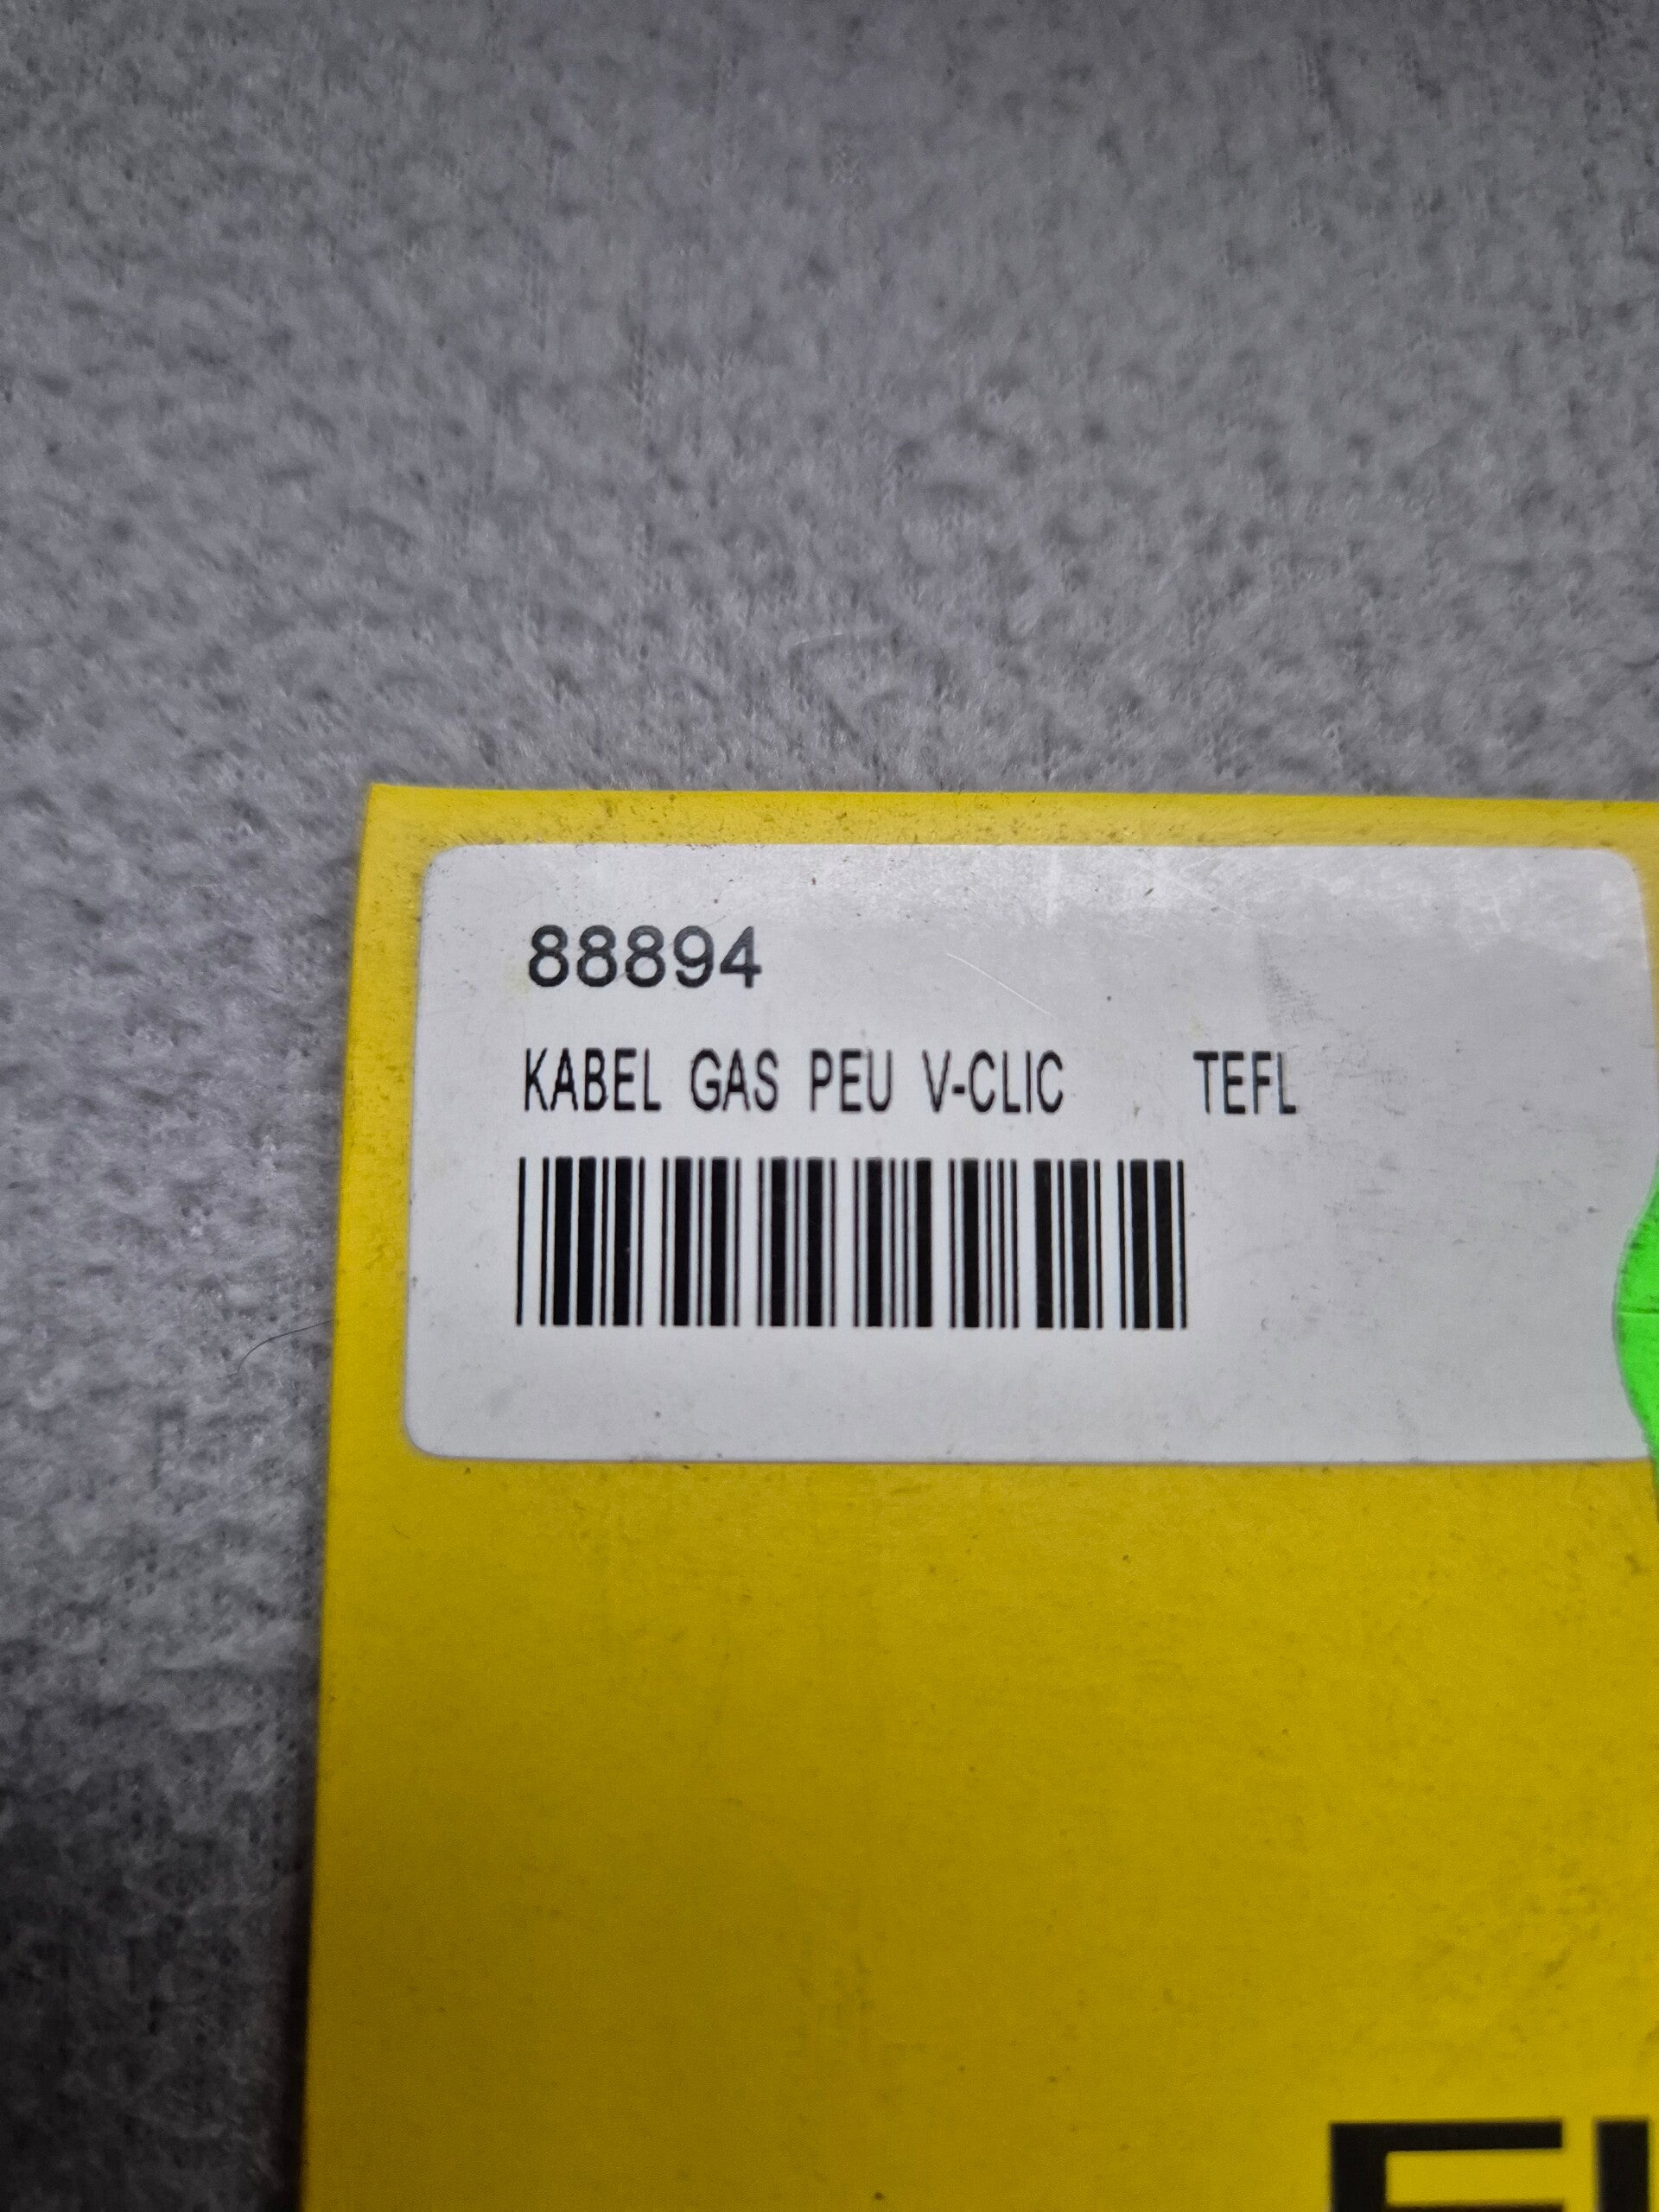 88894
KABEL GAS PEU V-CLIC TEFL